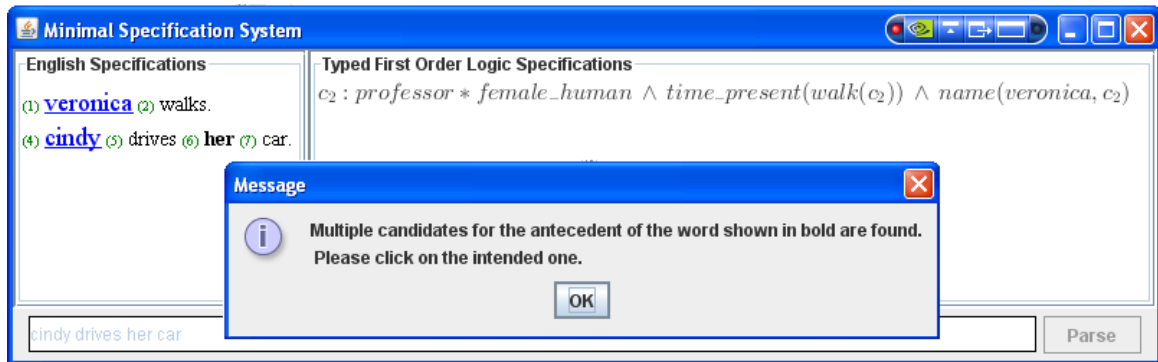 Minimal Specification System
English Specifications
(1) veronica (2) walks.
(4) cindy (5) drives (6) her (7) car.
Typed First Order Logic Specifications
c₂ : professor ∗ female_human ∧ time_present(walk(c₂)) ∧ name(veronica, c₂)
Message
Multiple candidates for the antecedent of the word shown in bold are found.
Please click on the intended one.
OK
cindy drives her car
Parse